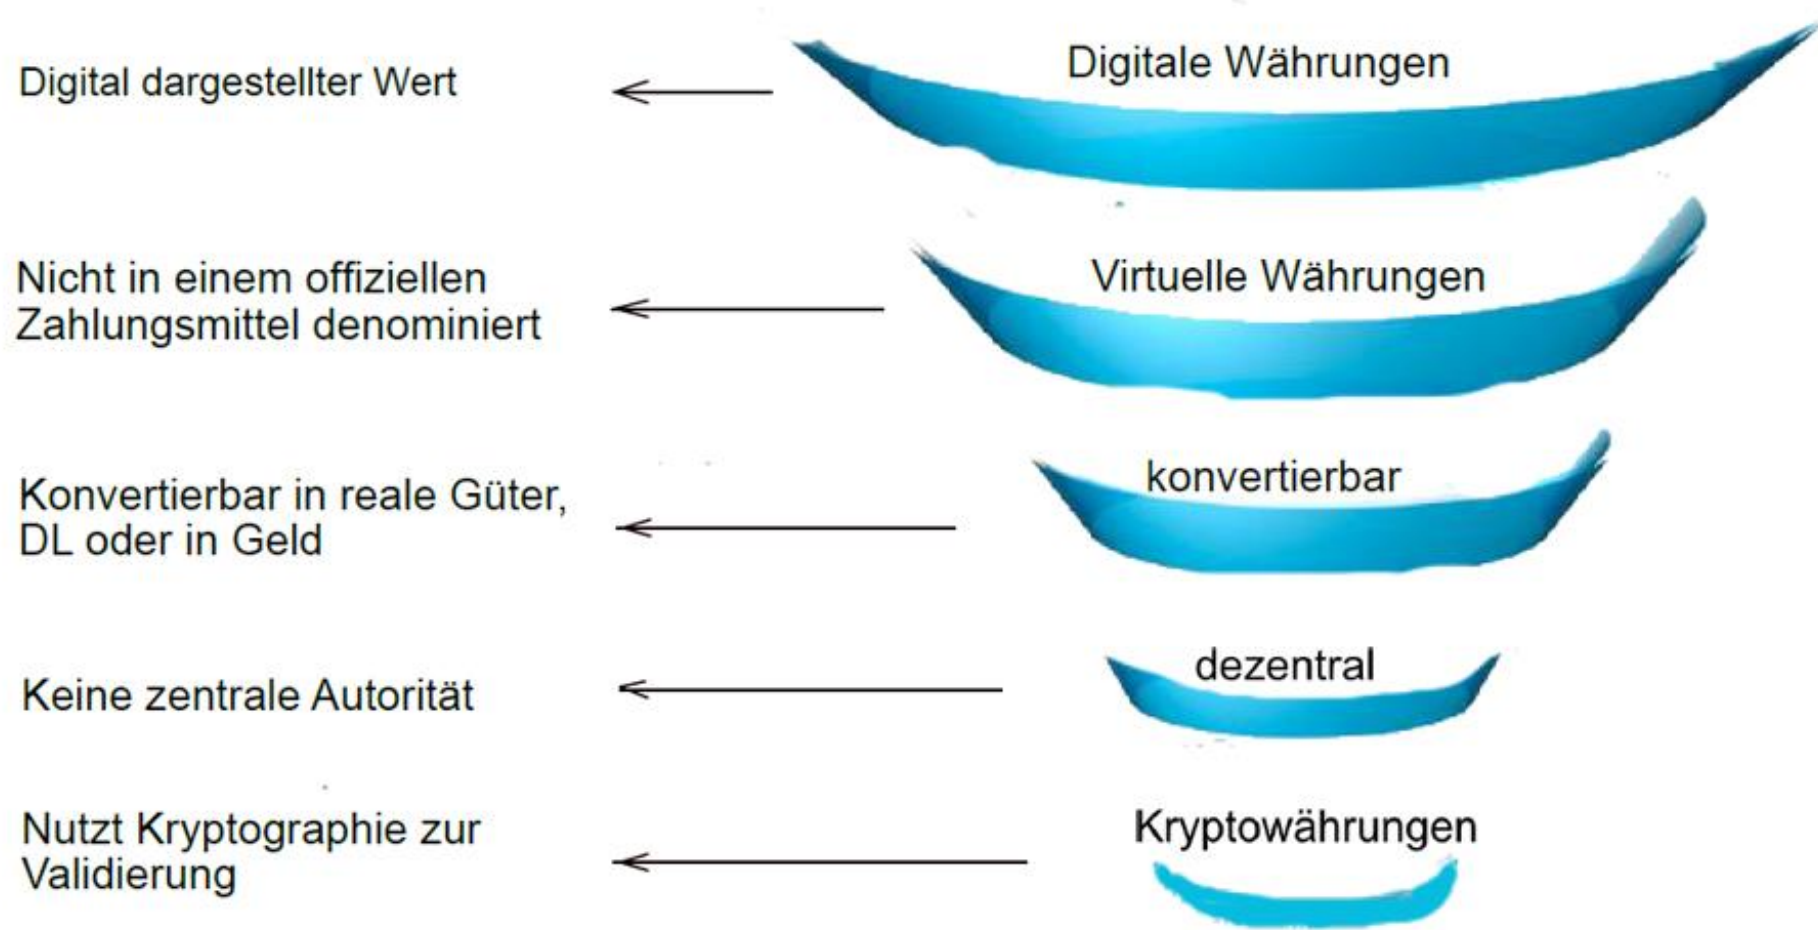 Digital dargestellter Wert
Digitale Währungen
Nicht in einem offiziellen
Zahlungsmittel denominiert
Virtuelle Währungen
Konvertierbar in reale Güter,
DL oder in Geld
konvertierbar
Keine zentrale Autorität
dezentral
Nutzt Kryptographie zur
Validierung
Kryptowährungen